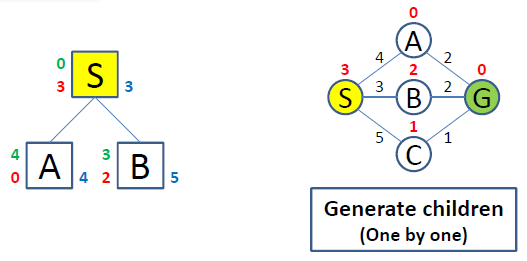 0
3 S 3
4
0 A 4
3
2 B 5
0
A
4 2
3 2 0
S 3 B 2 G
1
5 1
C
Generate children
(One by one)